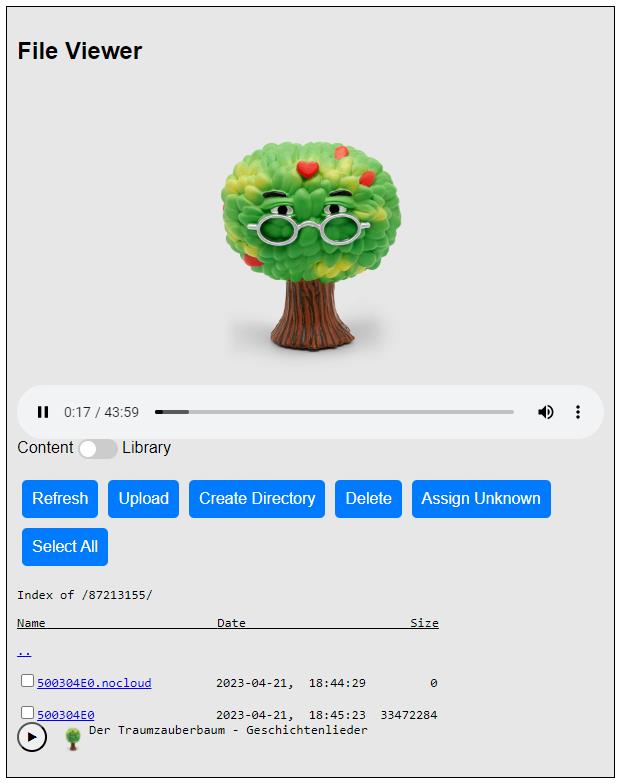 File Viewer
0:17 / 43:59
Content Library
Refresh Upload Create Directory Delete Assign Unknown
Select All
Index of /87213155/
Name Date Size
..
500304E0.nocloud 2023-04-21, 18:44:29 0
500304E0 2023-04-21, 18:45:23 33472284
Der Traumzauberbaum - Geschichtenlieder